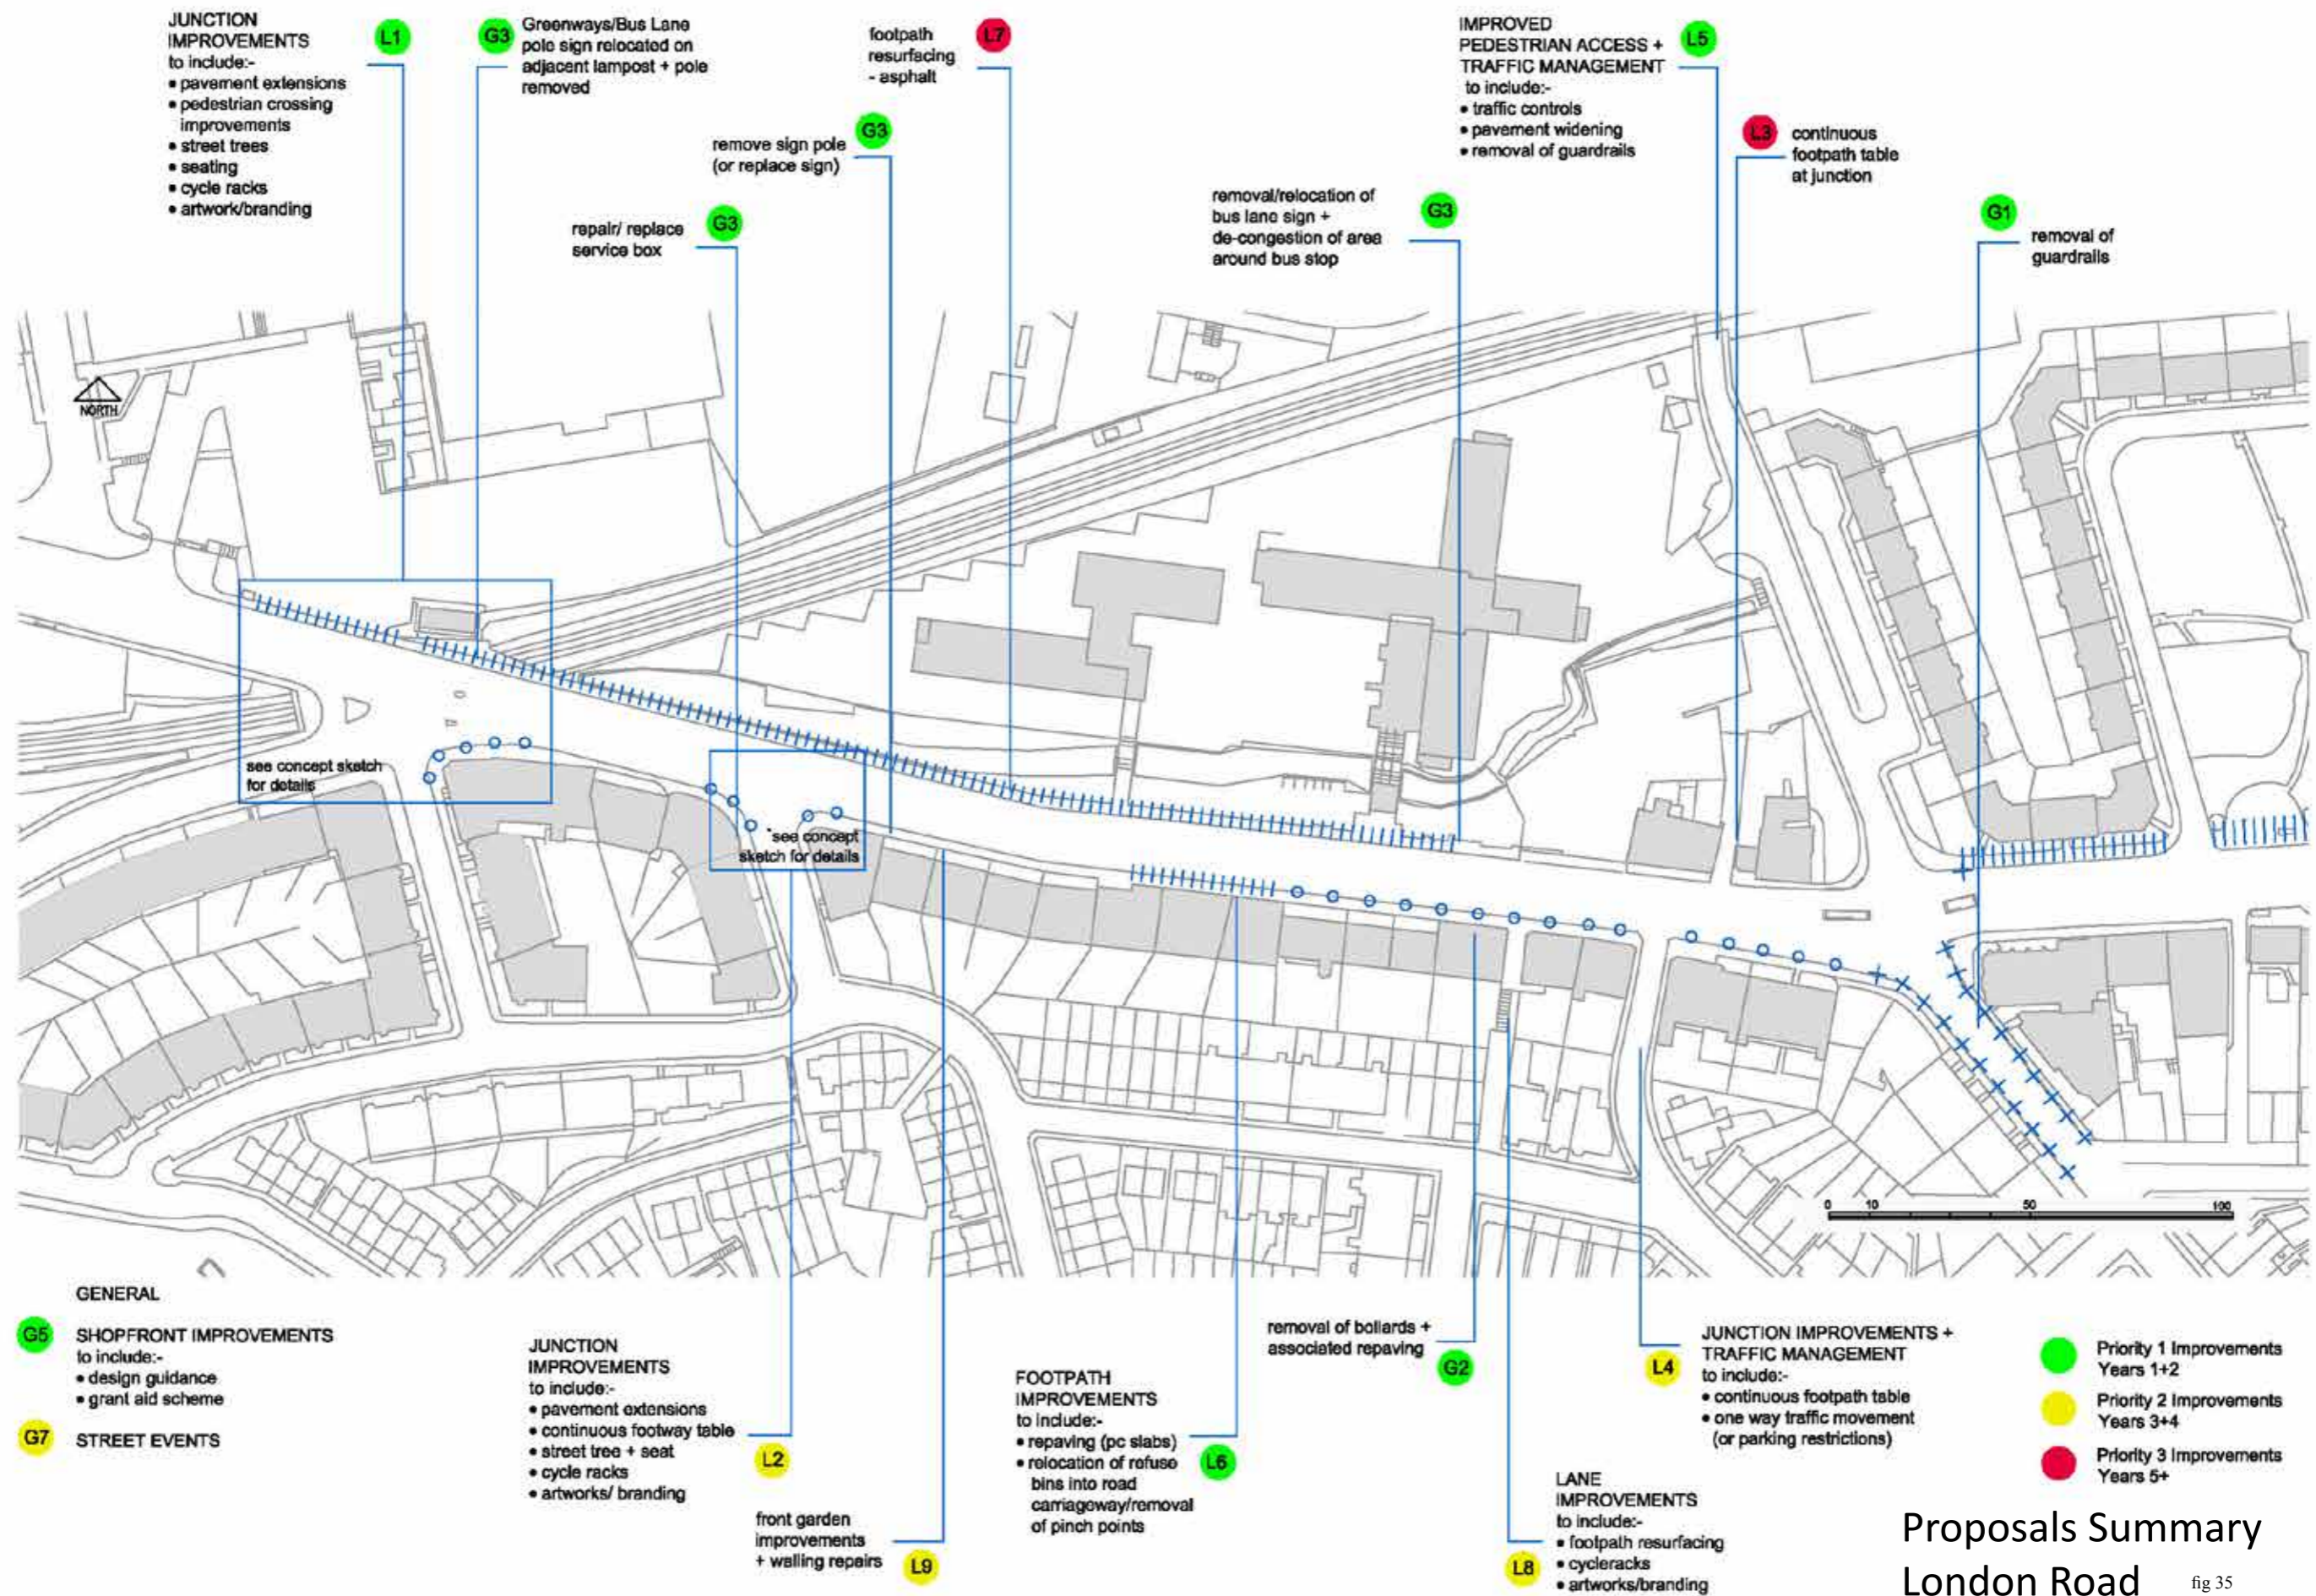 JUNCTION
IMPROVEMENTS
to include:-
• pavement extensions
• pedestrian crossing
improvements
• street trees
• seating
• cycle racks
• artwork/branding
L1
G3
Greenways/Bus Lane
pole sign relocated on
adjacent lampost + pole
removed
footpath
resurfacing
- asphalt
L7
remove sign pole
(or replace sign)
G3
repair/ replace
service box
G3
IMPROVED
PEDESTRIAN ACCESS +
TRAFFIC MANAGEMENT
to include:-
• traffic controls
• pavement widening
• removal of guardrails
L5
L3
continuous
footpath table
at junction
removal/relocation of
bus lane sign +
de-congestion of area
around bus stop
G3
G1
removal of
guardrails
NORTH
see concept sketch
for details
see concept
sketch for details
0 10 50 100
GENERAL
G5
SHOPFRONT IMPROVEMENTS
to include:-
• design guidance
• grant aid scheme
G7
STREET EVENTS
JUNCTION
IMPROVEMENTS
to include:-
• pavement extensions
• continuous footway table
• street tree + seat
• cycle racks
• artworks/ branding
L2
front garden
improvements
+ walling repairs
L9
FOOTPATH
IMPROVEMENTS
to include:-
• repaving (pc slabs)
• relocation of refuse
bins into road
carriageway/removal
of pinch points
L6
removal of bollards +
associated repaving
G2
LANE
IMPROVEMENTS
to include:-
• footpath resurfacing
• cycleracks
• artworks/branding
L8
L4
JUNCTION IMPROVEMENTS +
TRAFFIC MANAGEMENT
to include:-
• continuous footpath table
• one way traffic movement
(or parking restrictions)
Priority 1 Improvements
Years 1+2
Priority 2 Improvements
Years 3+4
Priority 3 Improvements
Years 5+
Proposals Summary
London Road
fig 35